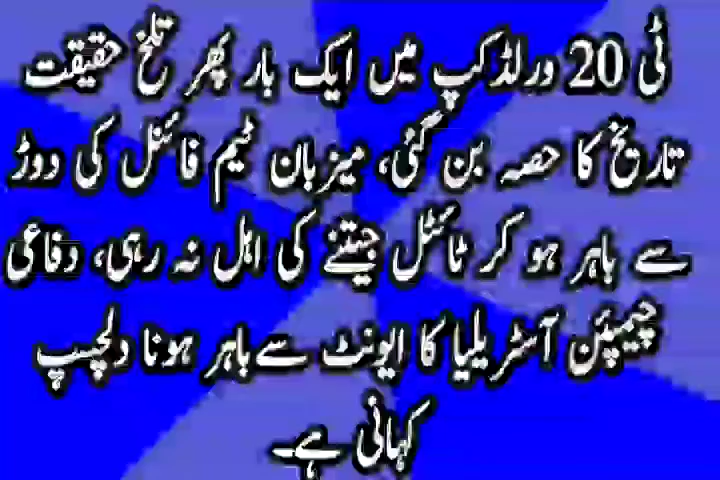 ٹی 20 ورلڈ کپ میں ایک بار پھر تلخ حقیقت
تاریخ کا حصہ بن گئی، میزبان ٹیم فائنل کی دوڑ
سے باہر ہو کر ٹائٹل جیتنے کی اہل نہ رہی، دفاعی
چیمپئن آسٹریلیا کا ایونٹ سے باہر ہونا دلچسپ
کہانی ہے۔